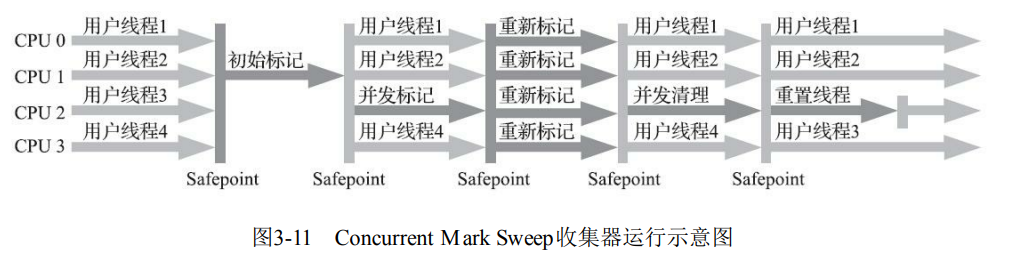 CPU 0 用户线程1 用户线程1 重新标记 用户线程1 用户线程1
初始标记
CPU 1 用户线程2 用户线程2 重新标记 用户线程2 用户线程2
CPU 2 用户线程3 并发标记 重新标记 并发清理 重置线程
CPU 3 用户线程4 用户线程4 重新标记 用户线程4 用户线程3
Safepoint Safepoint Safepoint Safepoint Safepoint
图3-11 Concurrent Mark Sweep收集器运行示意图